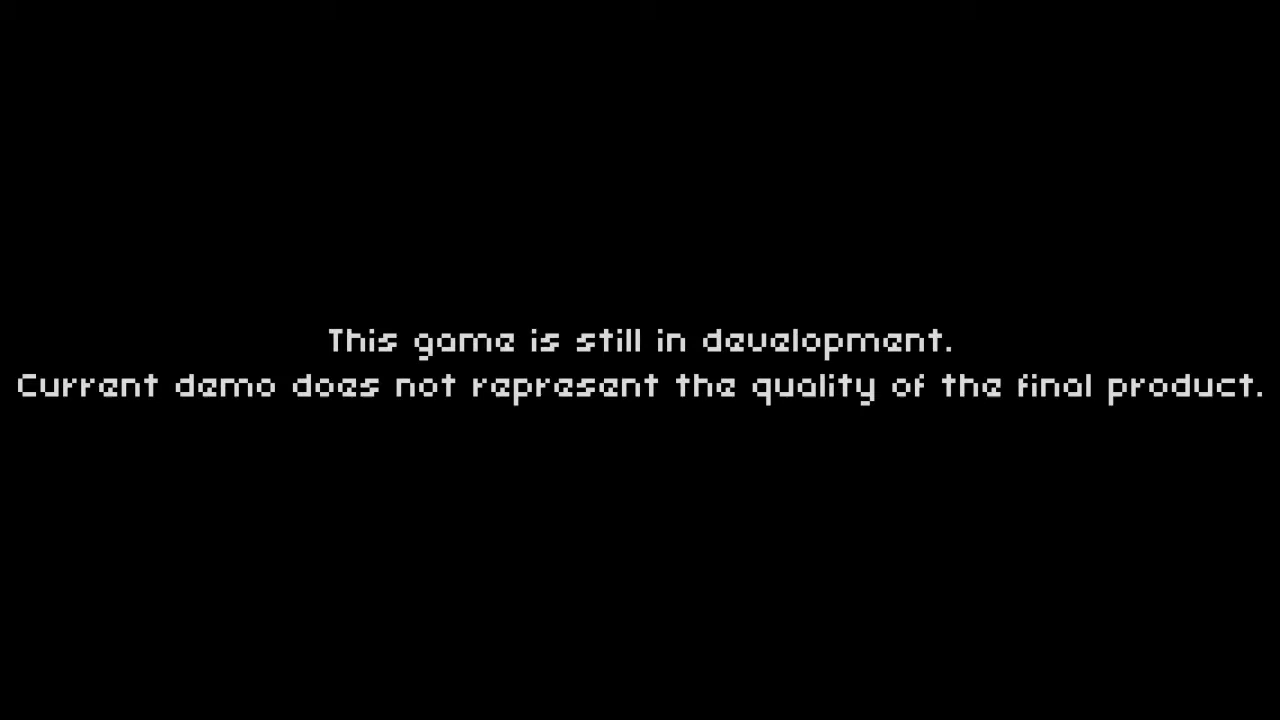 This game is still in development.
Current demo does not represent the quality of the final product.